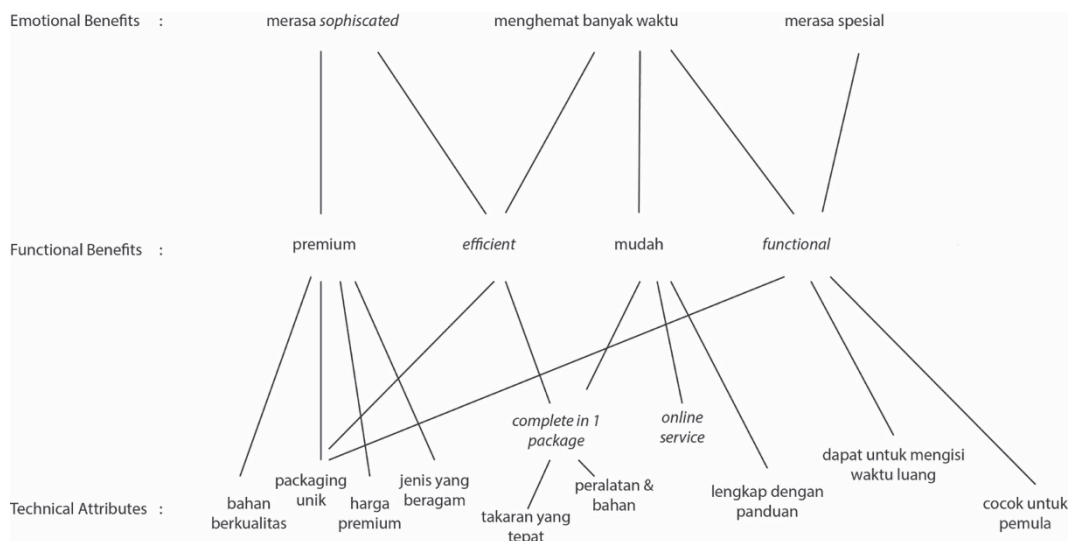 Emotional Benefits : merasa sophiscated menghemat banyak waktu merasa spesial
Functional Benefits : premium efficient mudah functional
complete in 1
package
online
service
dapat untuk mengisi
waktu luang
Technical Attributes :
bahan
berkualitas
packaging
unik
harga
premium
jenis yang
beragam
takaran yang
tepat
peralatan &
bahan
lengkap dengan
panduan
cocok untuk
pemula